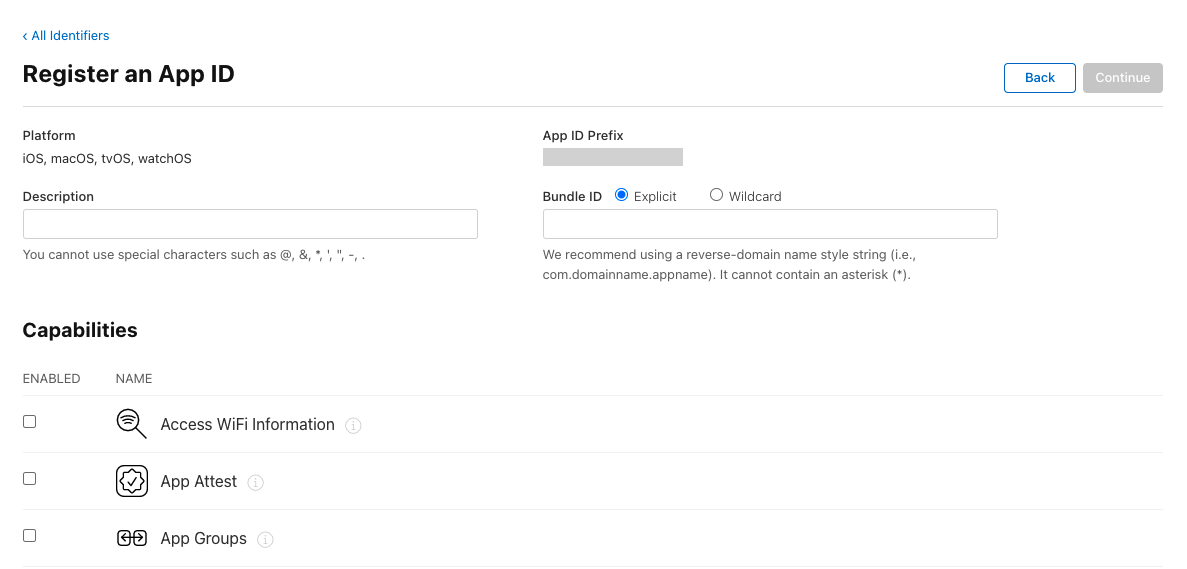 ‹ All Identifiers
Register an App ID
Back
Continue
Platform
iOS, macOS, tvOS, watchOS
App ID Prefix
Description
You cannot use special characters such as @, &, *, ', ", -, .
Bundle ID
Explicit
Wildcard
We recommend using a reverse-domain name style string (i.e.,
com.domainname.appname). It cannot contain an asterisk (*).
Capabilities
ENABLED
NAME
Access WiFi Information
App Attest
App Groups